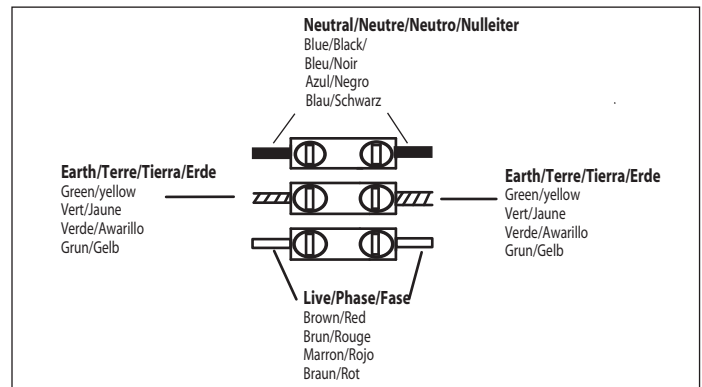 Neutral/Neutre/Neutro/Nulleiter
Blue/Black/
Bleu/Noir
Azul/Negro
Blau/Schwarz
Earth/Terre/Tierra/Erde
Green/yellow
Vert/Jaune
Verde/Awarillo
Grun/Gelb
Earth/Terre/Tierra/Erde
Green/yellow
Vert/Jaune
Verde/Awarillo
Grun/Gelb
Live/Phase/Fase
Brown/Red
Brun/Rouge
Marron/Rojo
Braun/Rot